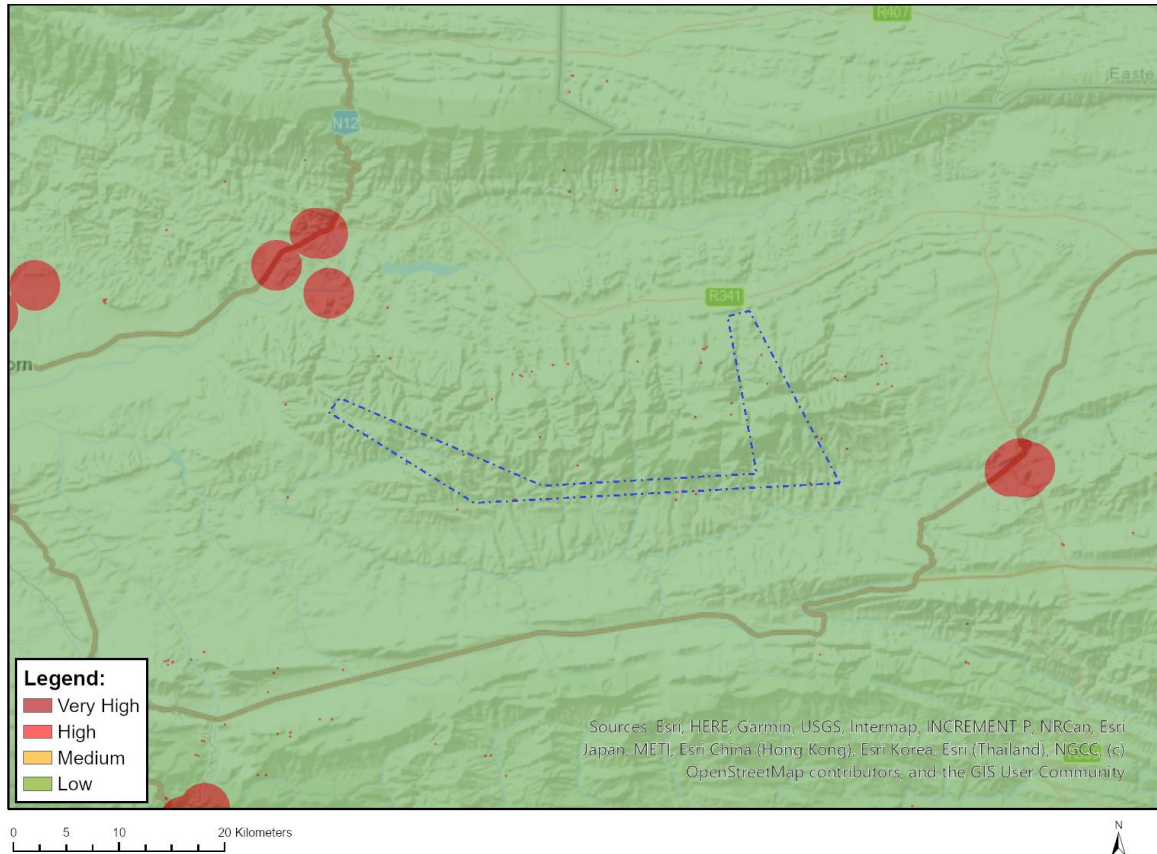 R407
Easte
N12
R341
orn
Legend:
Very High
High
Medium
Low
Sources: Esri, HERE, Garmin, USGS, Intermap, INCREMENT P, NRCan, Esri
Japan, METI, Esri China (Hong Kong), Esri Korea, Esri (Thailand), NGCC, (c)
OpenStreetMap contributors, and the GIS User Community
0 5 10 20 Kilometers
N